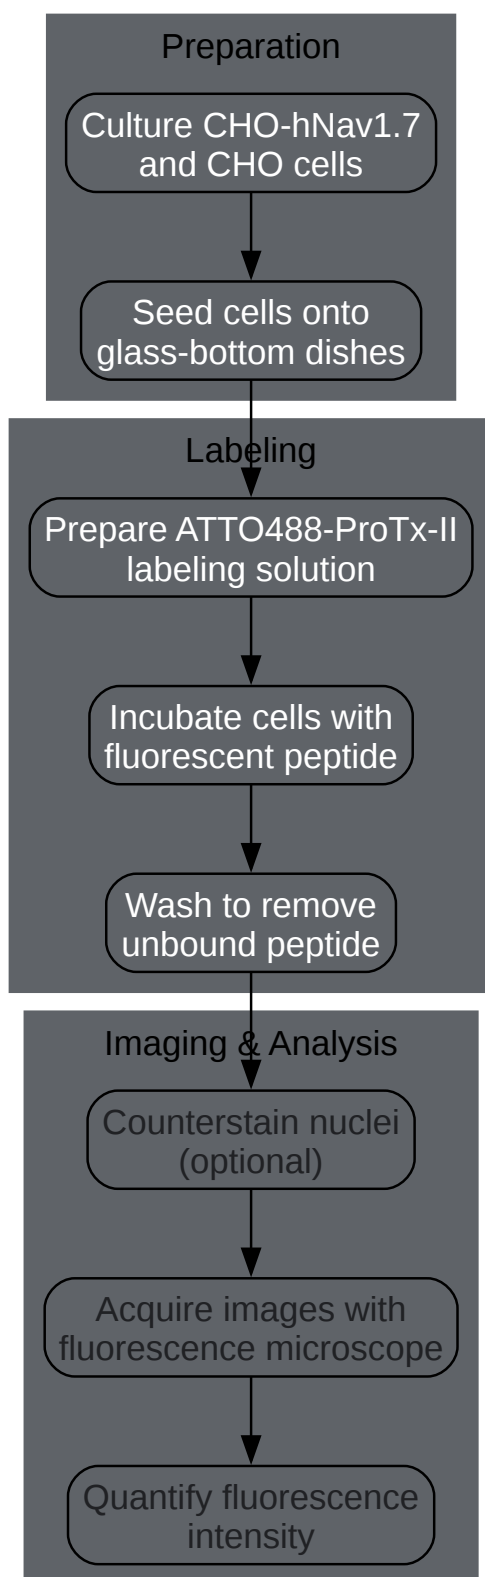 Preparation
Culture CHO-hNav1.7
and CHO cells
Seed cells onto
glass-bottom dishes
Labeling
Prepare ATTO488-ProTx-II
labeling solution
Incubate cells with
fluorescent peptide
Wash to remove
unbound peptide
Imaging & Analysis
Counterstain nuclei
(optional)
Acquire images with
fluorescence microscope
Quantify fluorescence
intensity